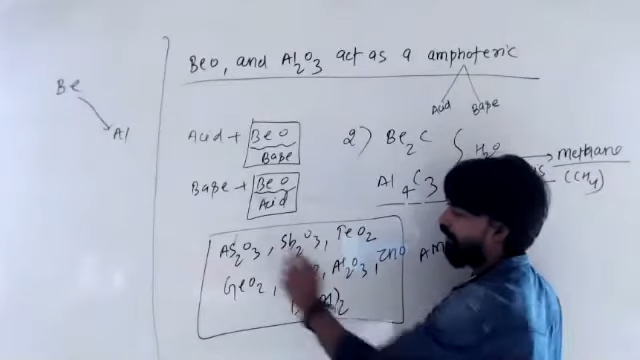 BeO, and Al2O3 act as a amphoteric
Be
Al
Acid Base
Acid + BeO
Base
Base + BeO
Acid
2) Be2C
Al4C3
H2O
methane
(CH4)
As2O3, Sb2O3, TeO2
GeO2, Al2O3, ZnO